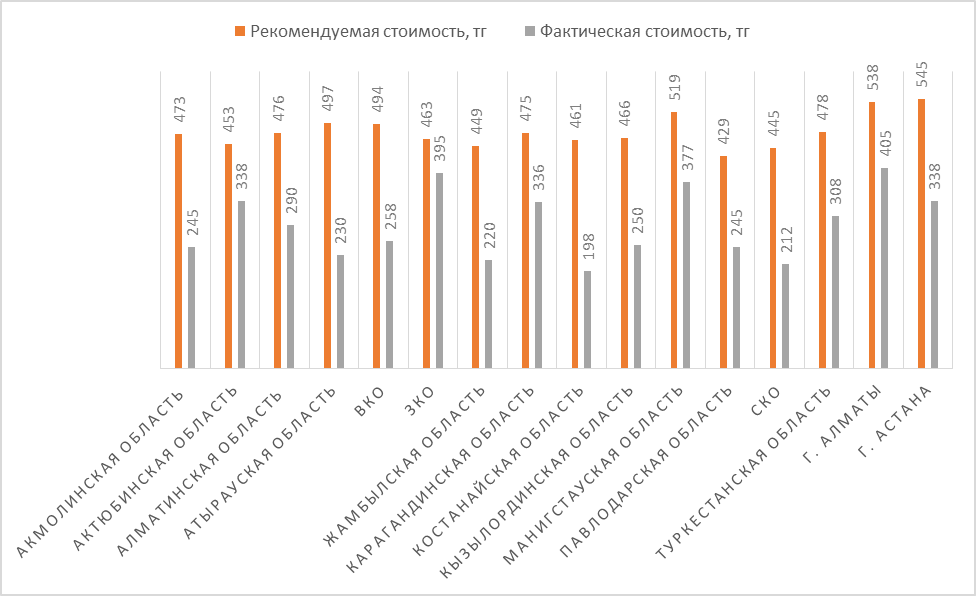 Рекомендуемая стоимость, тг
Фактическая стоимость, тг
473
245
453
338
476
290
497
230
494
258
463
395
449
220
475
336
461
198
466
250
519
377
429
245
445
212
478
308
538
405
545
338
АКМОЛИНСКАЯ ОБЛАСТЬ
АКТЮБИНСКАЯ ОБЛАСТЬ
АЛМАТИНСКАЯ ОБЛАСТЬ
АТЫРАУСКАЯ ОБЛАСТЬ
ВКО
ЗКО
ЖАМБЫЛСКАЯ ОБЛАСТЬ
КАРАГАНДИНСКАЯ ОБЛАСТЬ
КОСТАНАЙСКАЯ ОБЛАСТЬ
КЫЗЫЛОРДИНСКАЯ ОБЛАСТЬ
МАНИГСТАУСКАЯ ОБЛАСТЬ
ПАВЛОДАРСКАЯ ОБЛАСТЬ
СКО
ТУРКЕСТАНСКАЯ ОБЛАСТЬ
Г. АЛМАТЫ
Г. АСТАНА